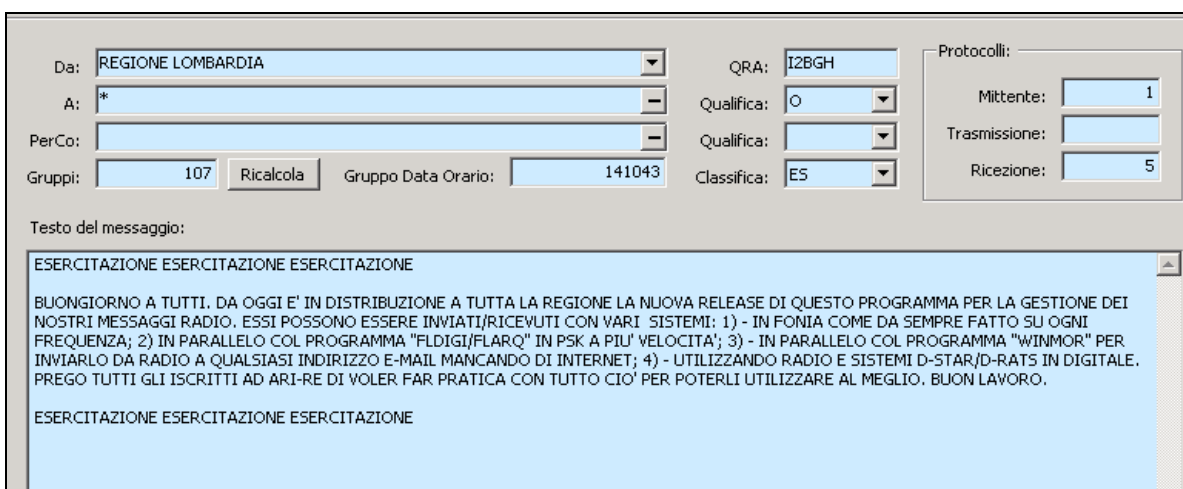 Da: REGIONE LOMBARDIA QRA: I2BGH Protocolli:
A: * Qualifica: O Mittente: 1
PerCo: Qualifica: Trasmissione:
Gruppi: 107 Ricalcola Gruppo Data Orario: 141043 Classifica: ES Ricezione: 5
Testo del messaggio:
ESERCITAZIONE ESERCITAZIONE ESERCITAZIONE
BUONGIORNO A TUTTI. DA OGGI E' IN DISTRIBUZIONE A TUTTA LA REGIONE LA NUOVA RELEASE DI QUESTO PROGRAMMA PER LA GESTIONE DEI
NOSTRI MESSAGGI RADIO. ESSI POSSONO ESSERE INVIATI/RICEVUTI CON VARI SISTEMI: 1) - IN FONIA COME DA SEMPRE FATTO SU OGNI
FREQUENZA; 2) IN PARALLELO COL PROGRAMMA "FLDIGI/FLARQ" IN PSK A PIU' VELOCITA'; 3) - IN PARALLELO COL PROGRAMMA "WINMOR" PER
INVIARLO DA RADIO A QUALSIASI INDIRIZZO E-MAIL MANCANDO DI INTERNET; 4) - UTILIZZANDO RADIO E SISTEMI D-STAR/D-RATS IN DIGITALE.
PREGO TUTTI GLI ISCRITTI AD ARI-RE DI VOLER FAR PRATICA CON TUTTO CIO' PER POTERLI UTILIZZARE AL MEGLIO. BUON LAVORO.
ESERCITAZIONE ESERCITAZIONE ESERCITAZIONE